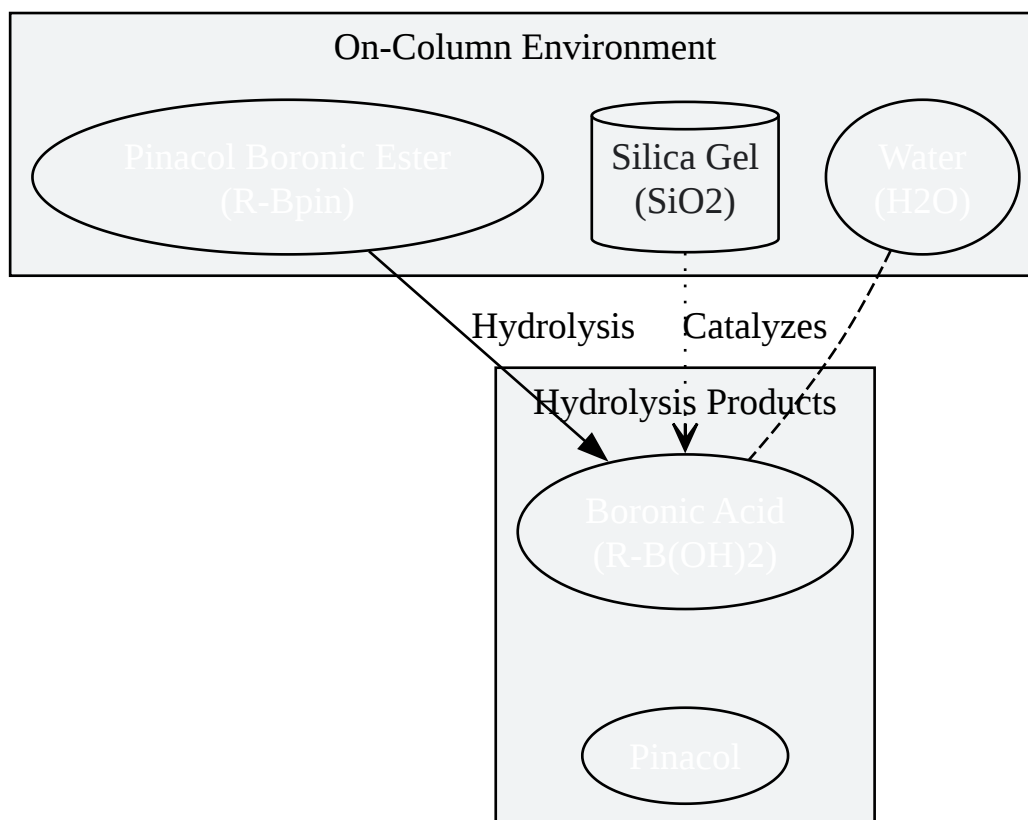 On-Column Environment
Pinacol Boronic Ester
(R-Bpin)
Silica Gel
(SiO2)
Water
(H2O)
Hydrolysis
Catalyzes
Hydrolysis Products
Boronic Acid
(R-B(OH)2)
Pinacol